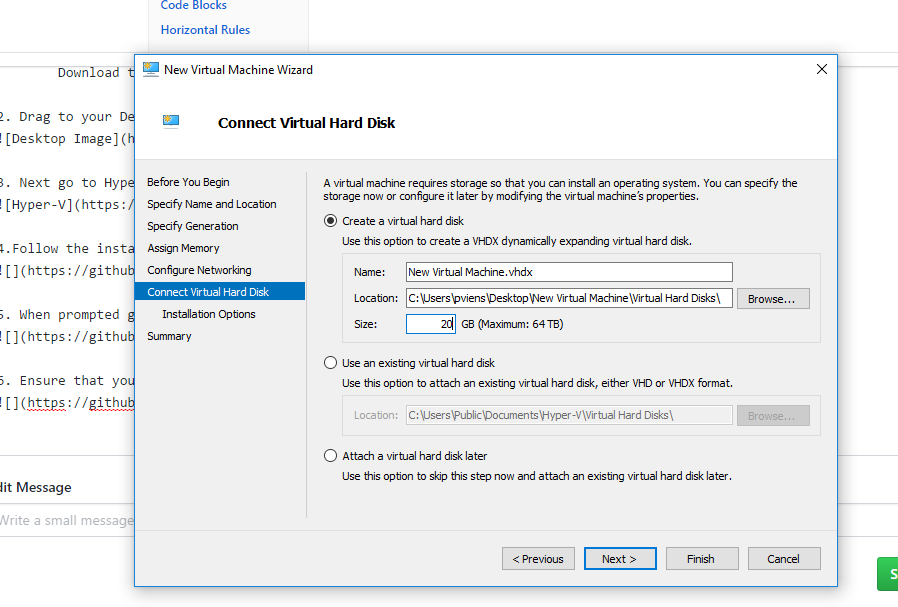 Code Blocks
Horizontal Rules
Download t
2. Drag to your De
![Desktop Image](h
3. Next go to Hype
![Hyper-V](https:/
4.Follow the insta
![](https://github
5. When prompted g
![](https://github
6. Ensure that you
![](https://github
dit Message
Write a small message
S
New Virtual Machine Wizard
Connect Virtual Hard Disk
Before You Begin
Specify Name and Location
Specify Generation
Assign Memory
Configure Networking
Connect Virtual Hard Disk
Installation Options
Summary
A virtual machine requires storage so that you can install an operating system. You can specify the
storage now or configure it later by modifying the virtual machine's properties.
Create a virtual hard disk
Use this option to create a VHDX dynamically expanding virtual hard disk.
Name: New Virtual Machine.vhdx
Location: C:\Users\pviens\Desktop\New Virtual Machine\Virtual Hard Disks\ Browse...
Size: 20 GB (Maximum: 64 TB)
Use an existing virtual hard disk
Use this option to attach an existing virtual hard disk, either VHD or VHDX format.
Location: C:\Users\Public\Documents\Hyper-V\Virtual Hard Disks\ Browse...
Attach a virtual hard disk later
Use this option to skip this step now and attach an existing virtual hard disk later.
< Previous Next > Finish Cancel